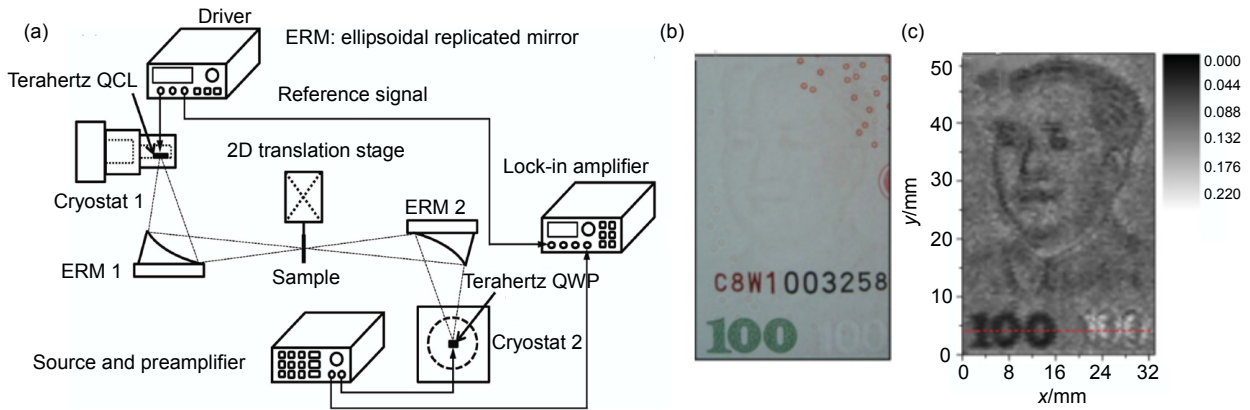 (a)
Driver
ERM: ellipsoidal replicated mirror
Terahertz QCL
Reference signal
2D translation stage
Lock-in amplifier
Cryostat 1
ERM 2
ERM 1
Sample
Terahertz QWP
Cryostat 2
Source and preamplifier
(b)
C8W1003258
100 100
(c)
y/mm
50
40
30
20
10
0
100
0 8 16 24 32
x/mm
0.000
0.044
0.088
0.132
0.176
0.220